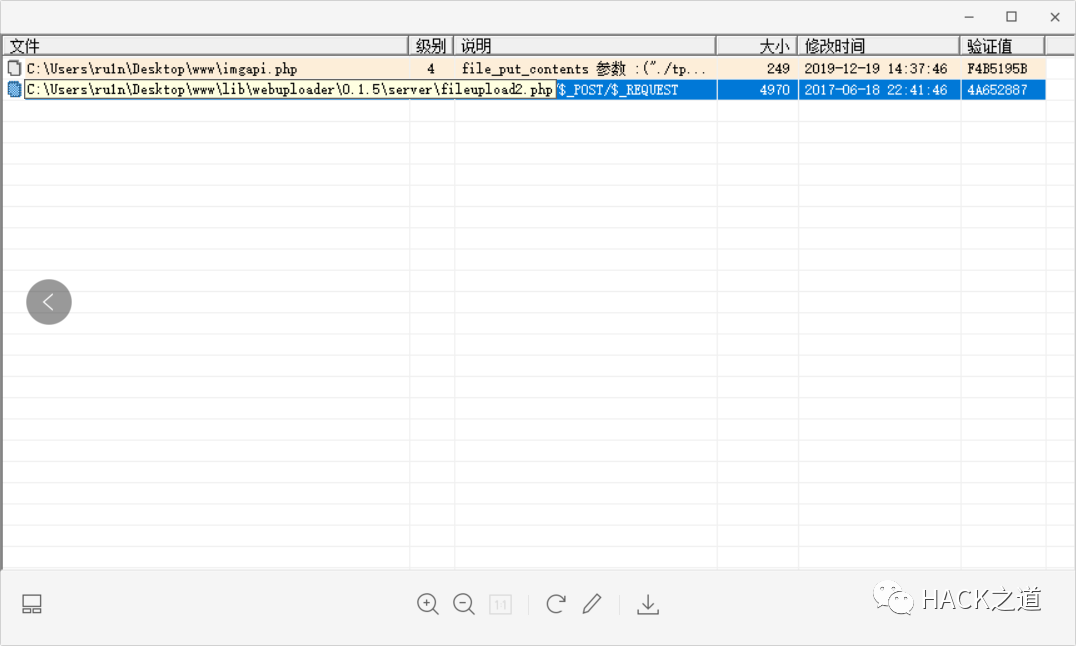 文件 级别 说明 大小 修改时间 验证值
C:\Users\ru1n\Desktop\www\imgapi.php 4 file_put_contents 参数 :("./tp... 249 2019-12-19 14:37:46 F4B5195B
C:\Users\ru1n\Desktop\www\lib\webuploader\0.1.5\server\fileupload2.php $_POST/$_REQUEST 4970 2017-06-18 22:41:46 4A652887
1:1
HACK之道